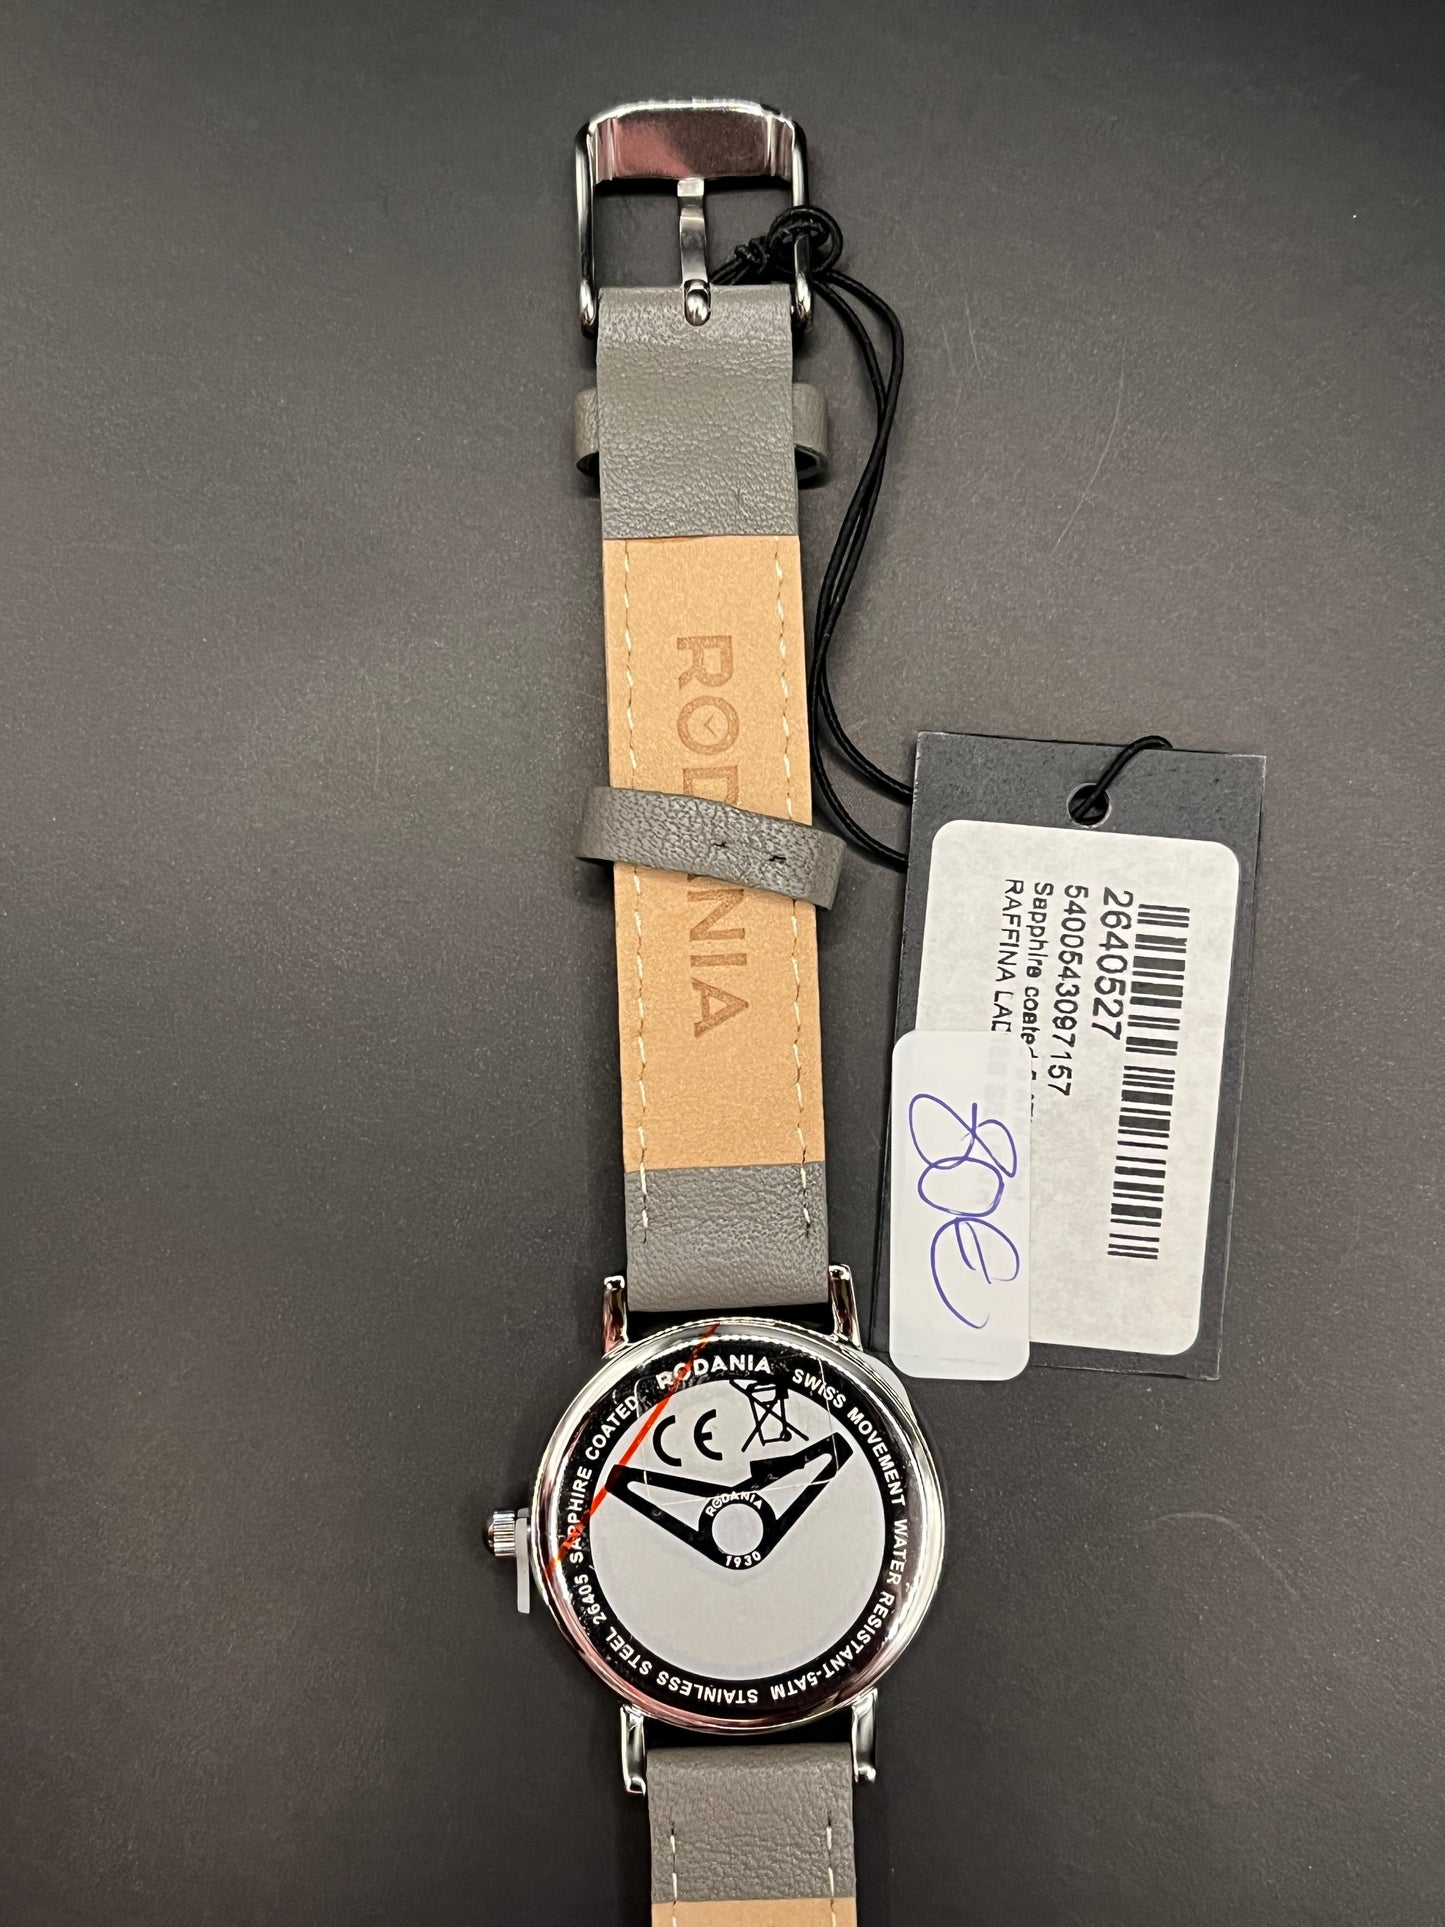 RODANIA
2640527
5400543097157
Sapphire coated
RAFFINA LAD
80€
RODANIA SWISS MOVEMENT WATER RESISTANT-5ATM STAINLESS STEEL 26405 SAPPHIRE COATED
CE
RODANIA
1930